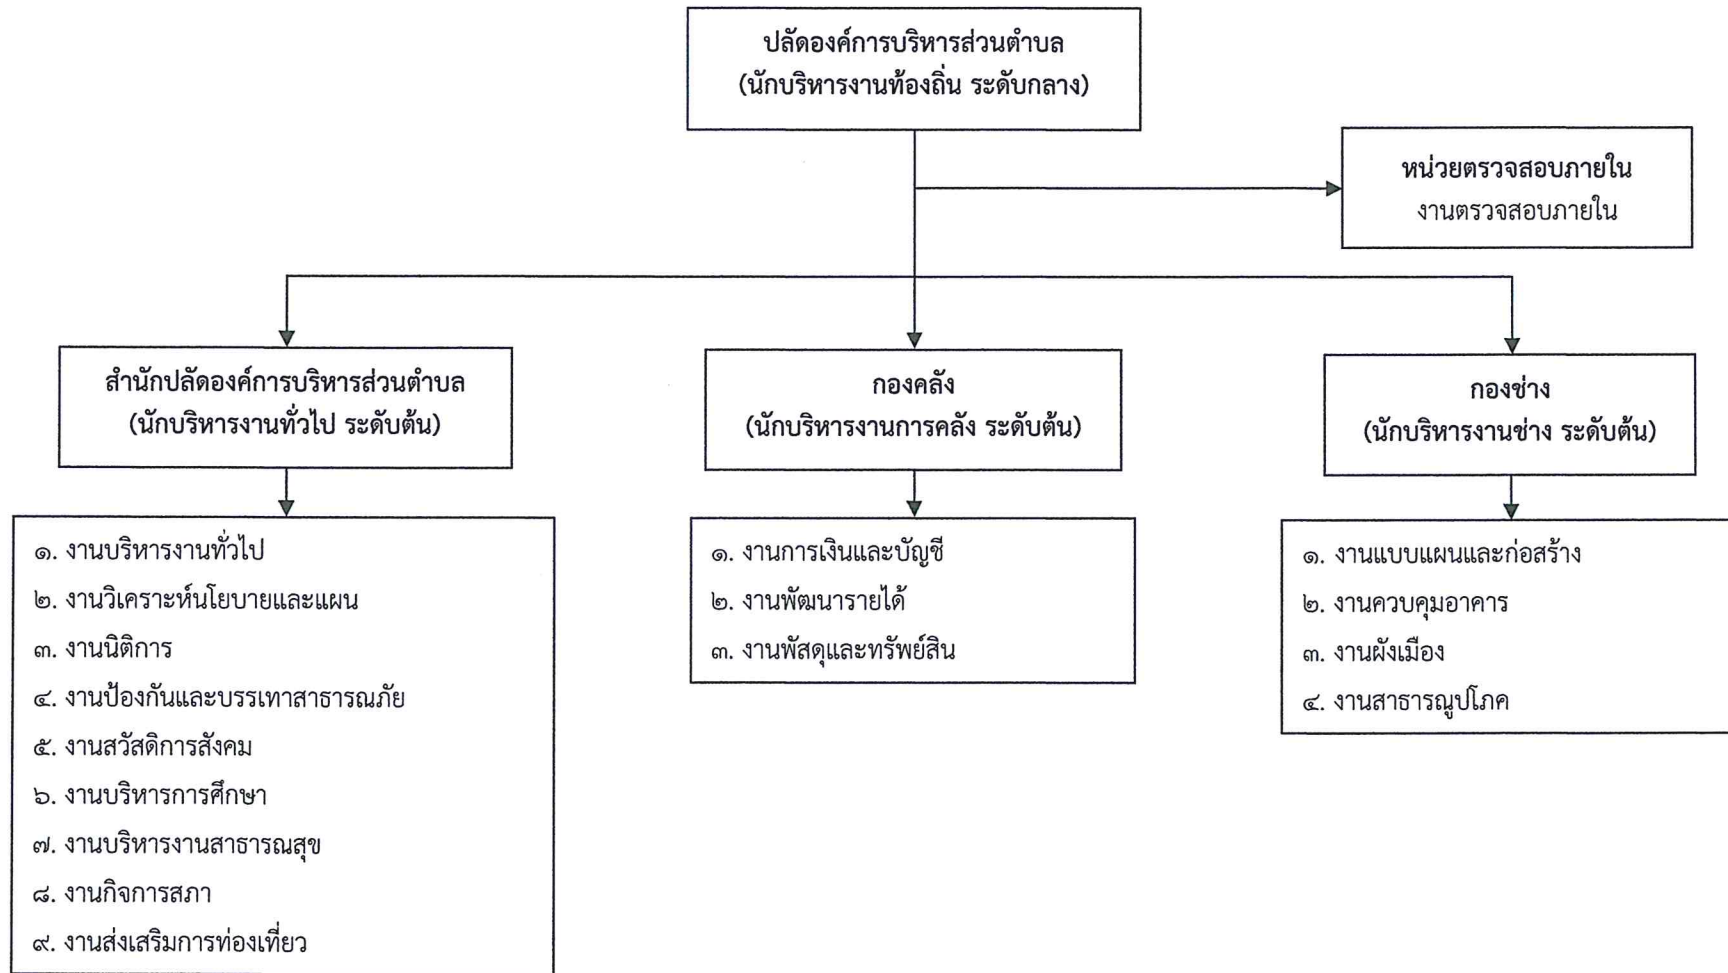 ปลัดองค์การบริหารส่วนตำบล
(นักบริหารงานท้องถิ่น ระดับกลาง)
หน่วยตรวจสอบภายใน
งานตรวจสอบภายใน
สำนักปลัดองค์การบริหารส่วนตำบล
(นักบริหารงานทั่วไป ระดับต้น)
กองคลัง
(นักบริหารงานการคลัง ระดับต้น)
กองช่าง
(นักบริหารงานช่าง ระดับต้น)
๑. งานบริหารงานทั่วไป
๒. งานวิเคราะห์นโยบายและแผน
๓. งานนิติการ
๔. งานป้องกันและบรรเทาสาธารณภัย
๕. งานสวัสดิการสังคม
๖. งานบริหารการศึกษา
๗. งานบริหารงานสาธารณสุข
๘. งานกิจการสภา
๙. งานส่งเสริมการท่องเที่ยว
๑. งานการเงินและบัญชี
๒. งานพัฒนารายได้
๓. งานพัสดุและทรัพย์สิน
๑. งานแบบแผนและก่อสร้าง
๒. งานควบคุมอาคาร
๓. งานผังเมือง
๔. งานสาธารณูปโภค